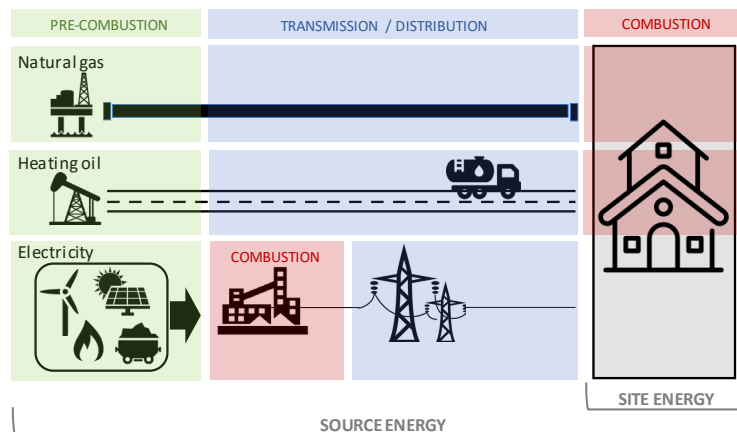 PRE-COMBUSTION
TRANSMISSION / DISTRIBUTION
COMBUSTION
Natural gas
Heating oil
Electricity
COMBUSTION
SITE ENERGY
SOURCE ENERGY